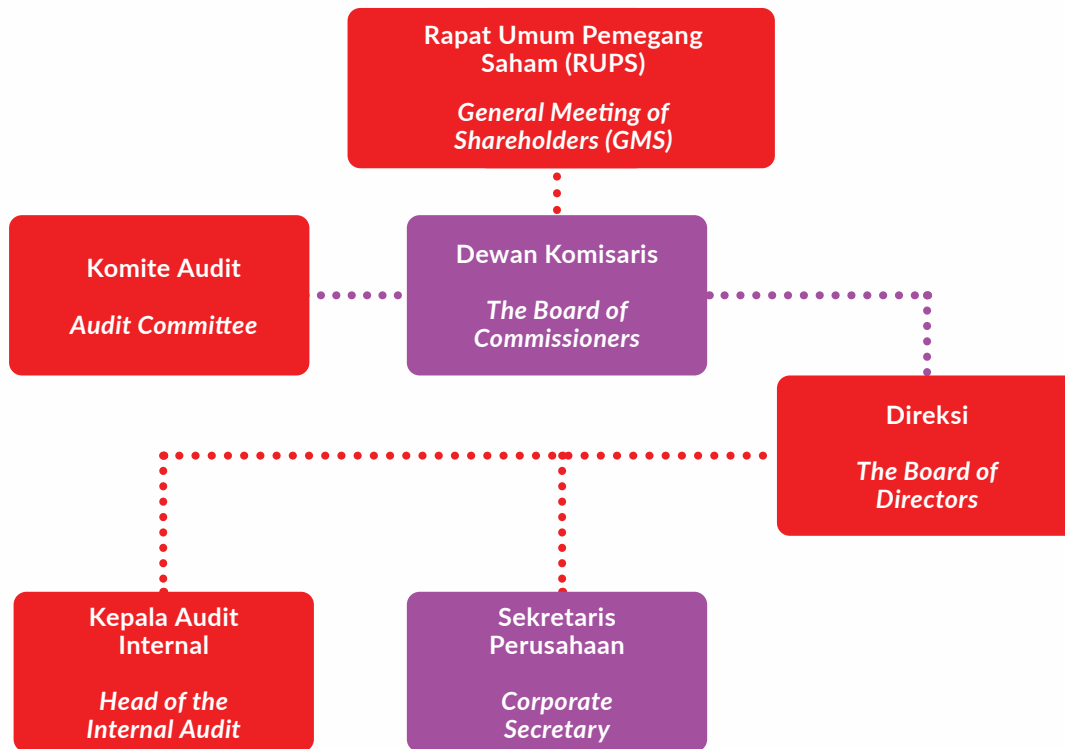 Rapat Umum Pemegang
Saham (RUPS)
General Meeting of
Shareholders (GMS)
Komite Audit
Audit Committee
Dewan Komisaris
The Board of
Commissioners
Direksi
The Board of
Directors
Kepala Audit
Internal
Head of the
Internal Audit
Sekretaris
Perusahaan
Corporate
Secretary